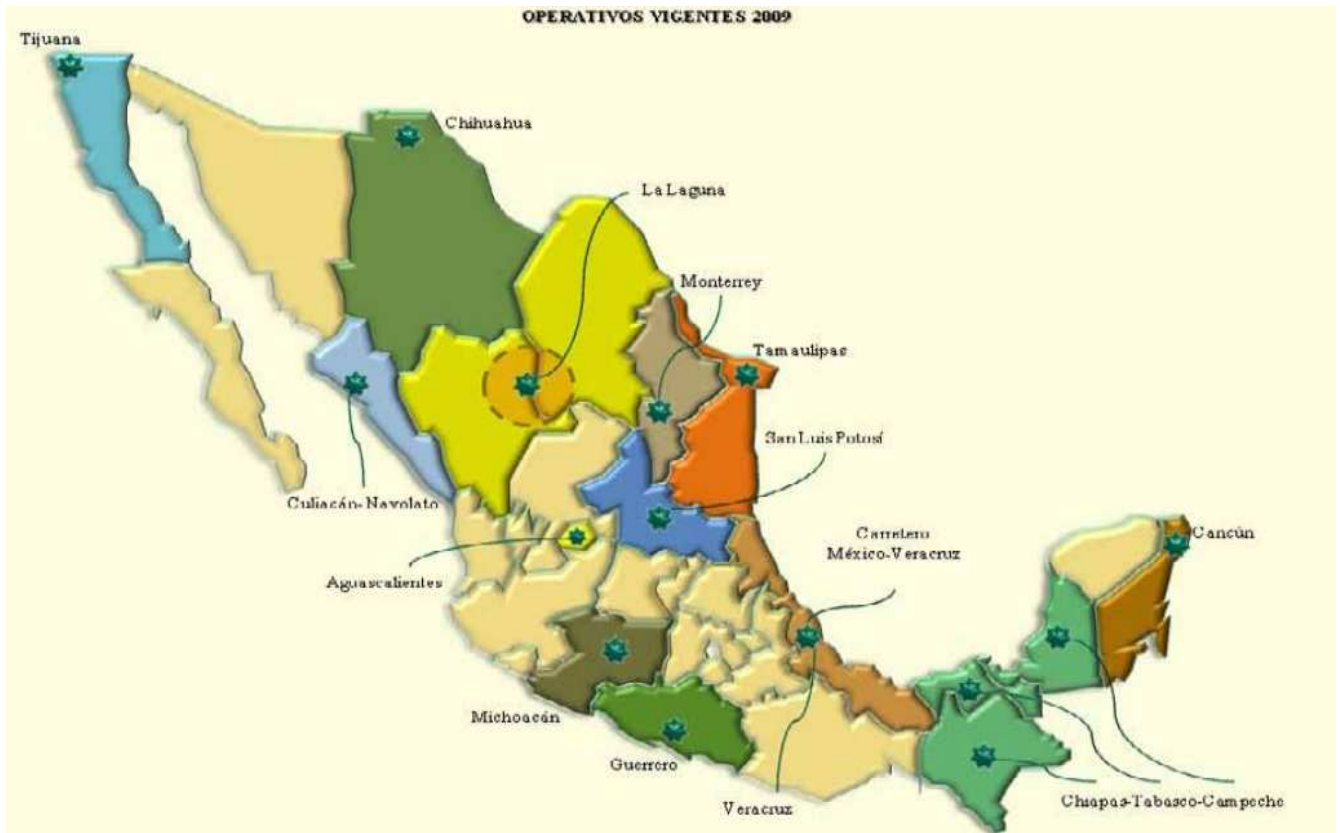 OPERATIVOS VIGENTES 2009
Tijuana
Chihuahua
La Laguna
Monterrey
Tamaulipas
San Luis Potosí
Culiacán-Navolato
Carretero
México-Veracruz
Cancún
Aguascalientes
Michoacán
Guerrero
Veracruz
Chiapas-Tabasco-Campeche